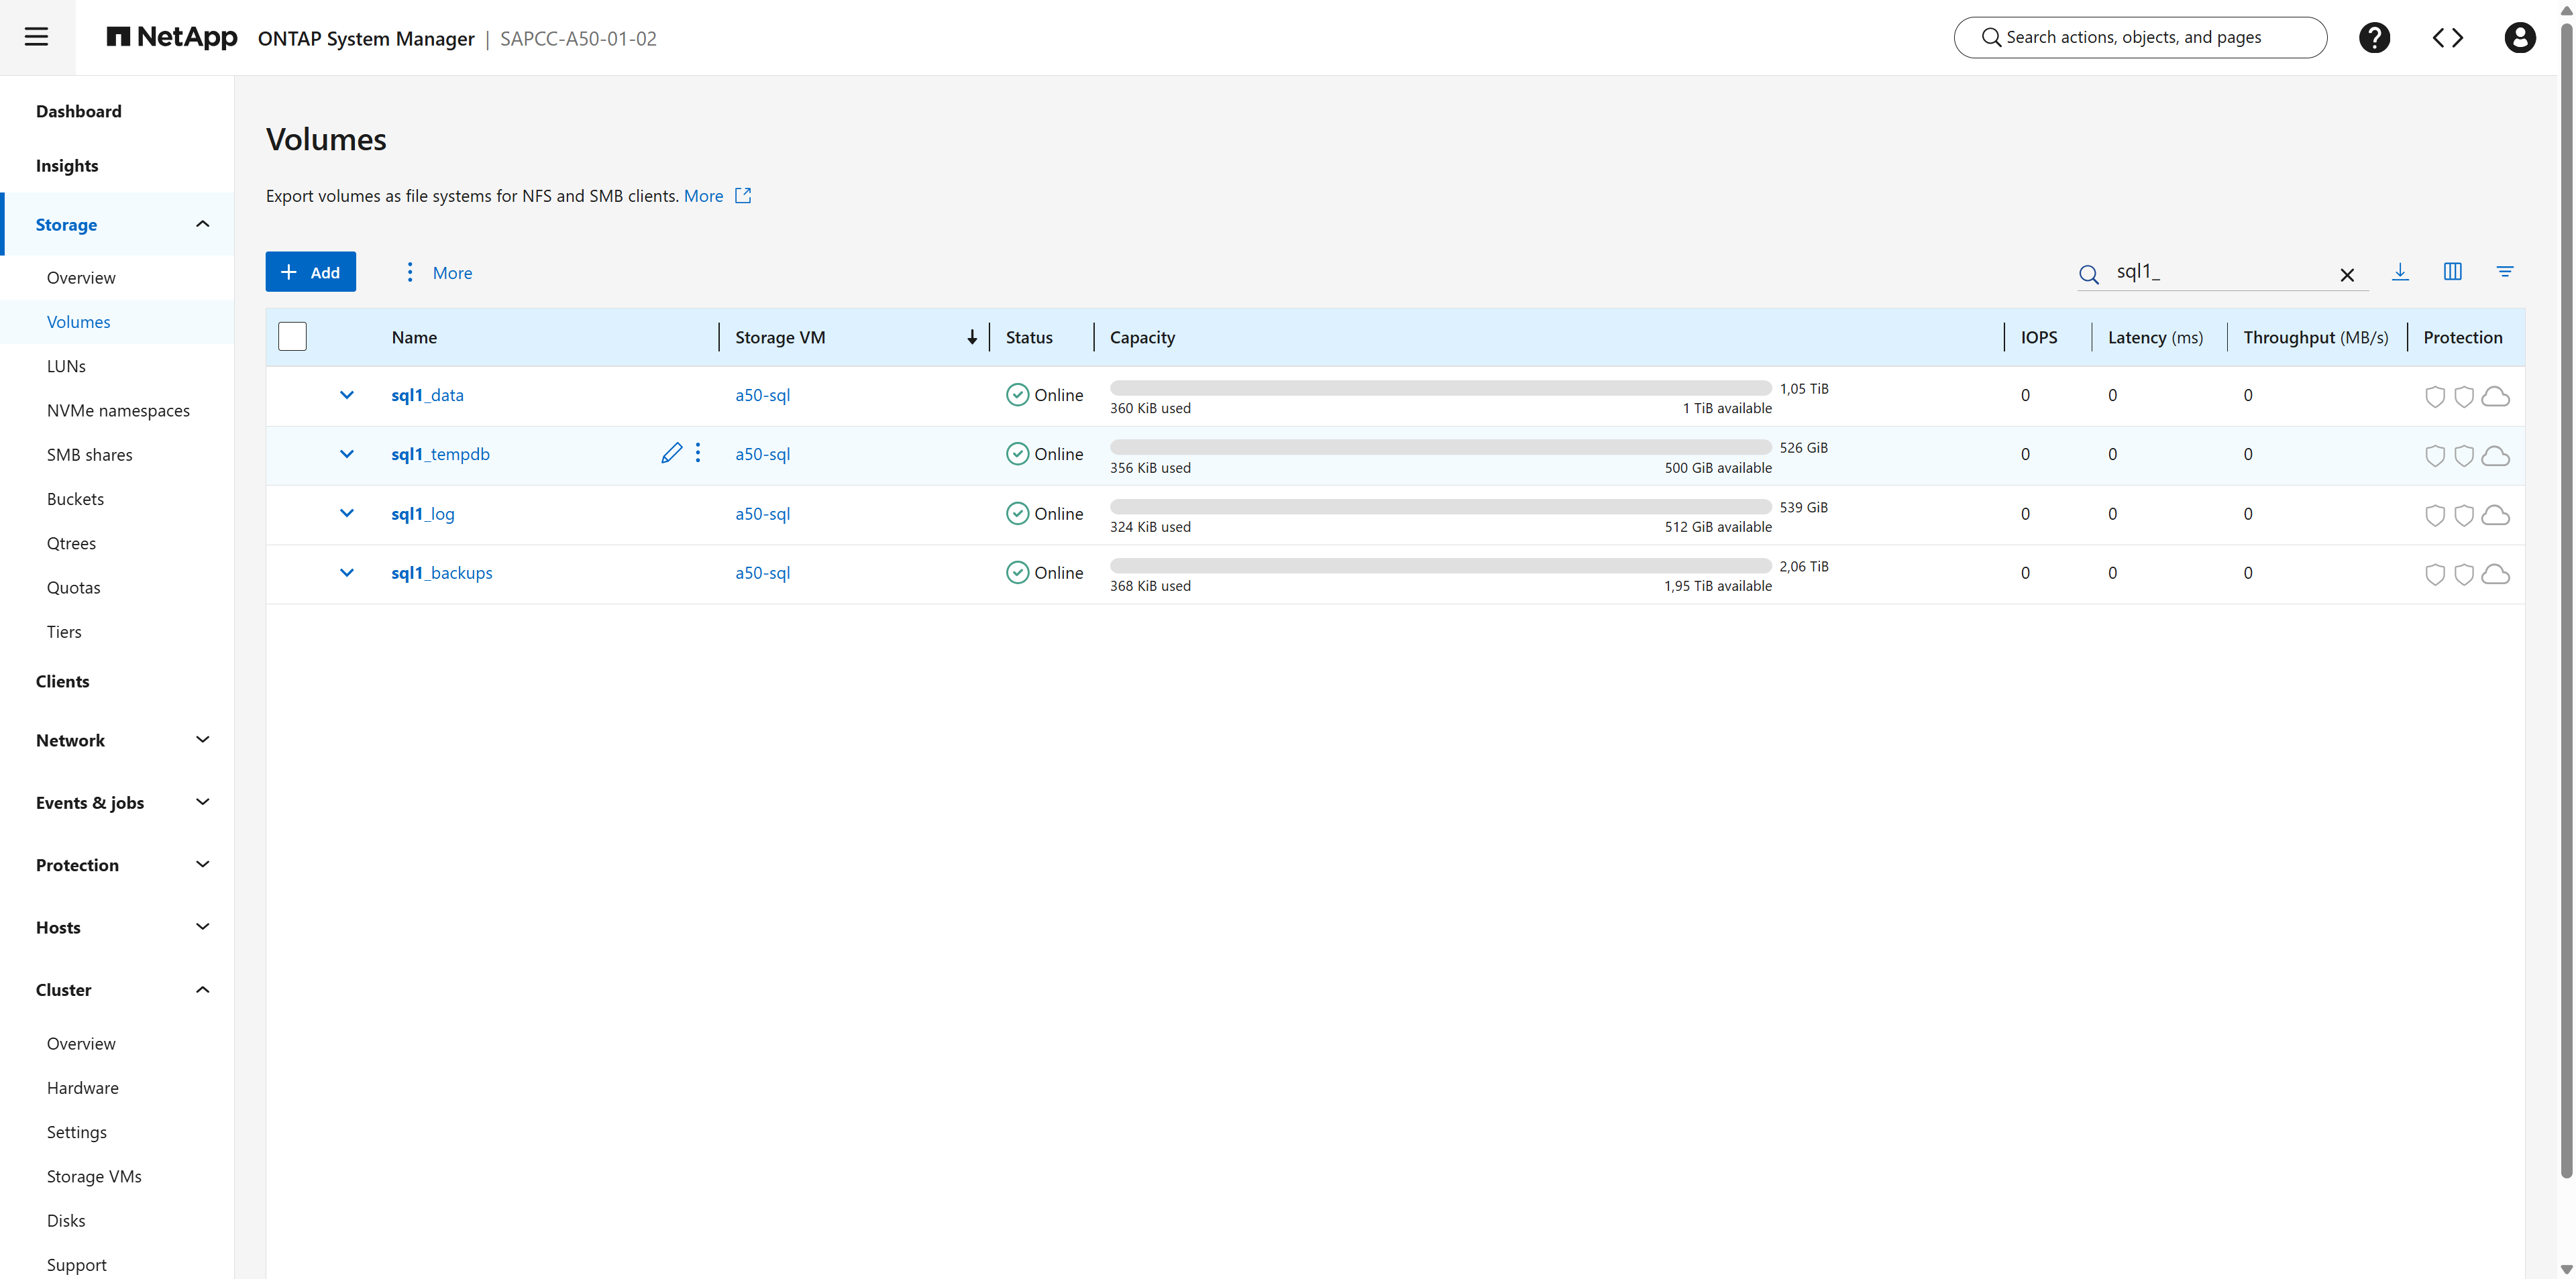 NetApp ONTAP System Manager | SAPCC-A50-01-02
Search actions, objects, and pages
Dashboard
Insights
Storage
Overview
Volumes
LUNs
NVMe namespaces
SMB shares
Buckets
Qtrees
Quotas
Tiers
Clients
Network
Events & jobs
Protection
Hosts
Cluster
Overview
Hardware
Settings
Storage VMs
Disks
Support
Volumes
Export volumes as file systems for NFS and SMB clients. More
Add More
sql1_
Name Storage VM Status Capacity IOPS Latency (ms) Throughput (MB/s) Protection
sql1_data a50-sql Online 1,05 TiB 0 0 0
360 KiB used 1 TiB available
sql1_tempdb a50-sql Online 526 GiB 0 0 0
356 KiB used 500 GiB available
sql1_log a50-sql Online 539 GiB 0 0 0
324 KiB used 512 GiB available
sql1_backups a50-sql Online 2,06 TiB 0 0 0
368 KiB used 1,95 TiB available